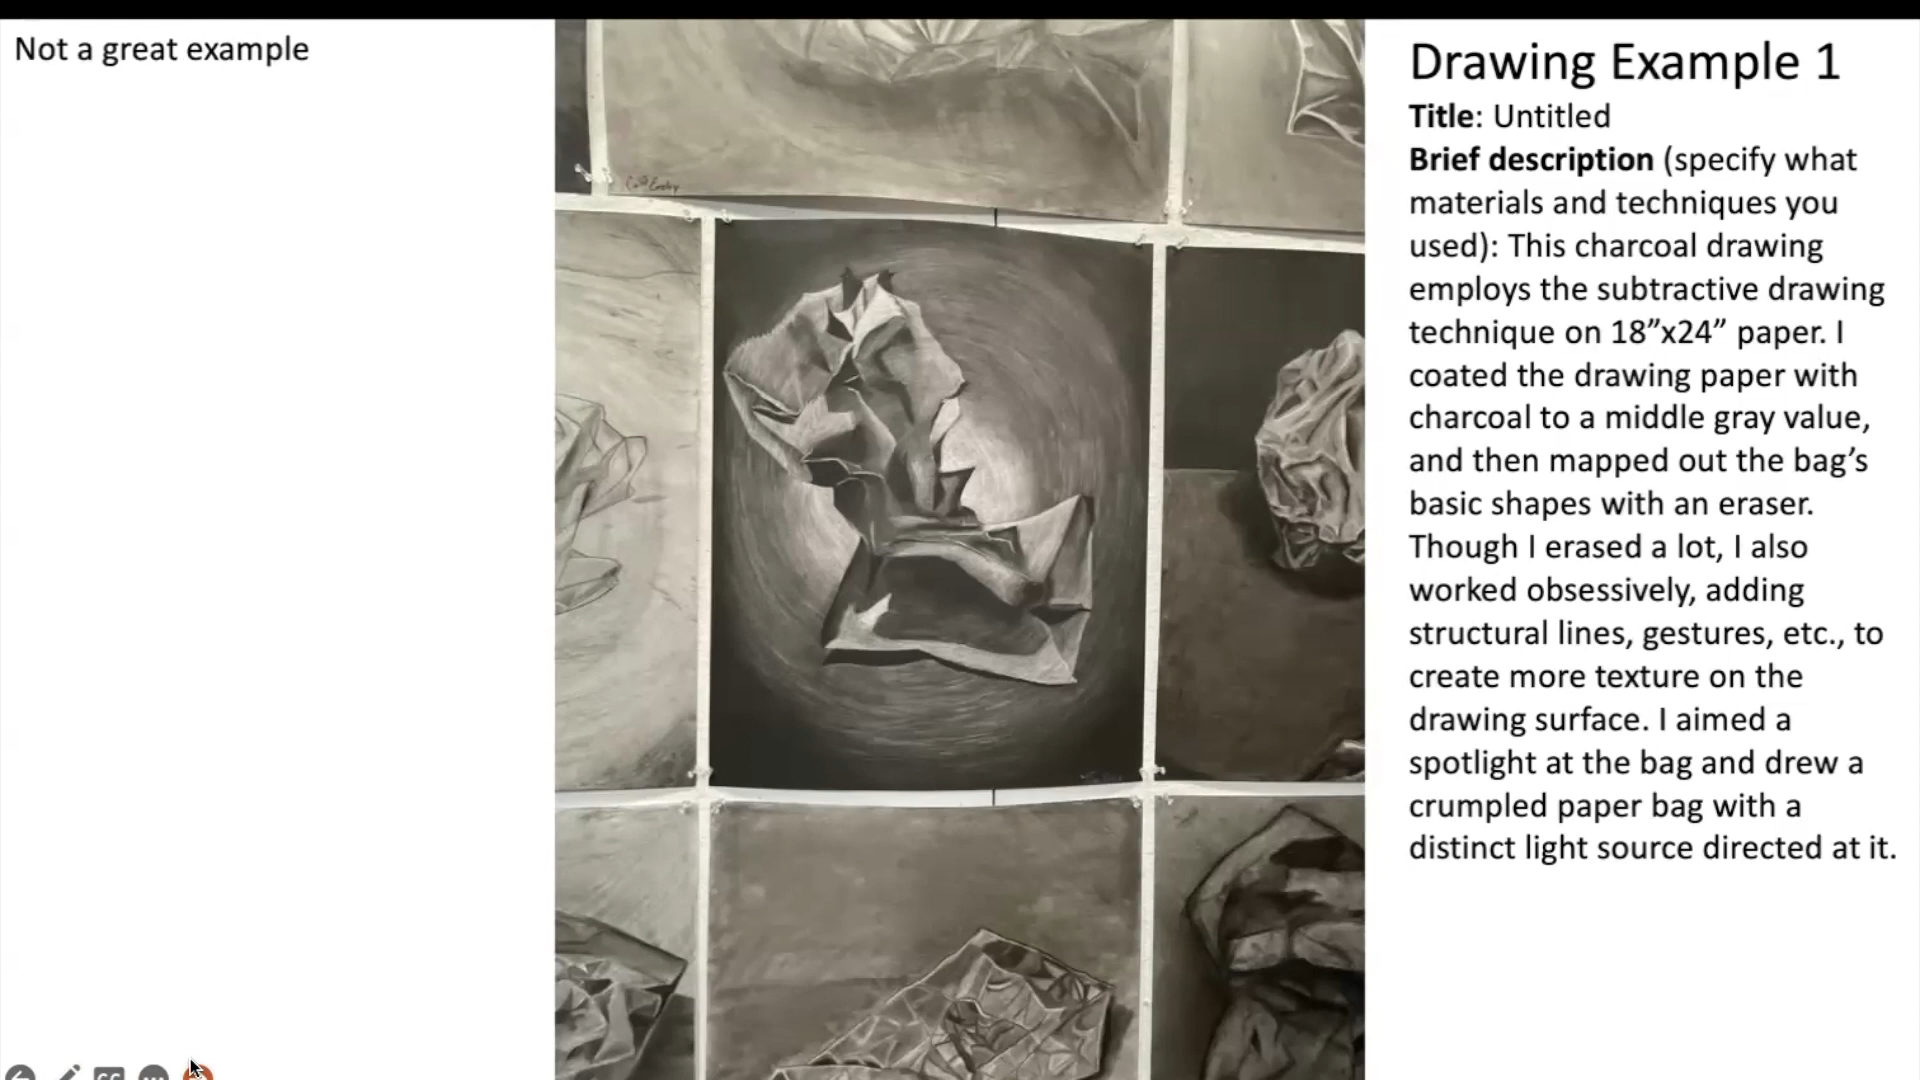 Not a great example
Drawing Example 1
Title: Untitled
Brief description (specify what
materials and techniques you
used): This charcoal drawing
employs the subtractive drawing
technique on 18”x24” paper. I
coated the drawing paper with
charcoal to a middle gray value,
and then mapped out the bag’s
basic shapes with an eraser.
Though I erased a lot, I also
worked obsessively, adding
structural lines, gestures, etc., to
create more texture on the
drawing surface. I aimed a
spotlight at the bag and drew a
crumpled paper bag with a
distinct light source directed at it.